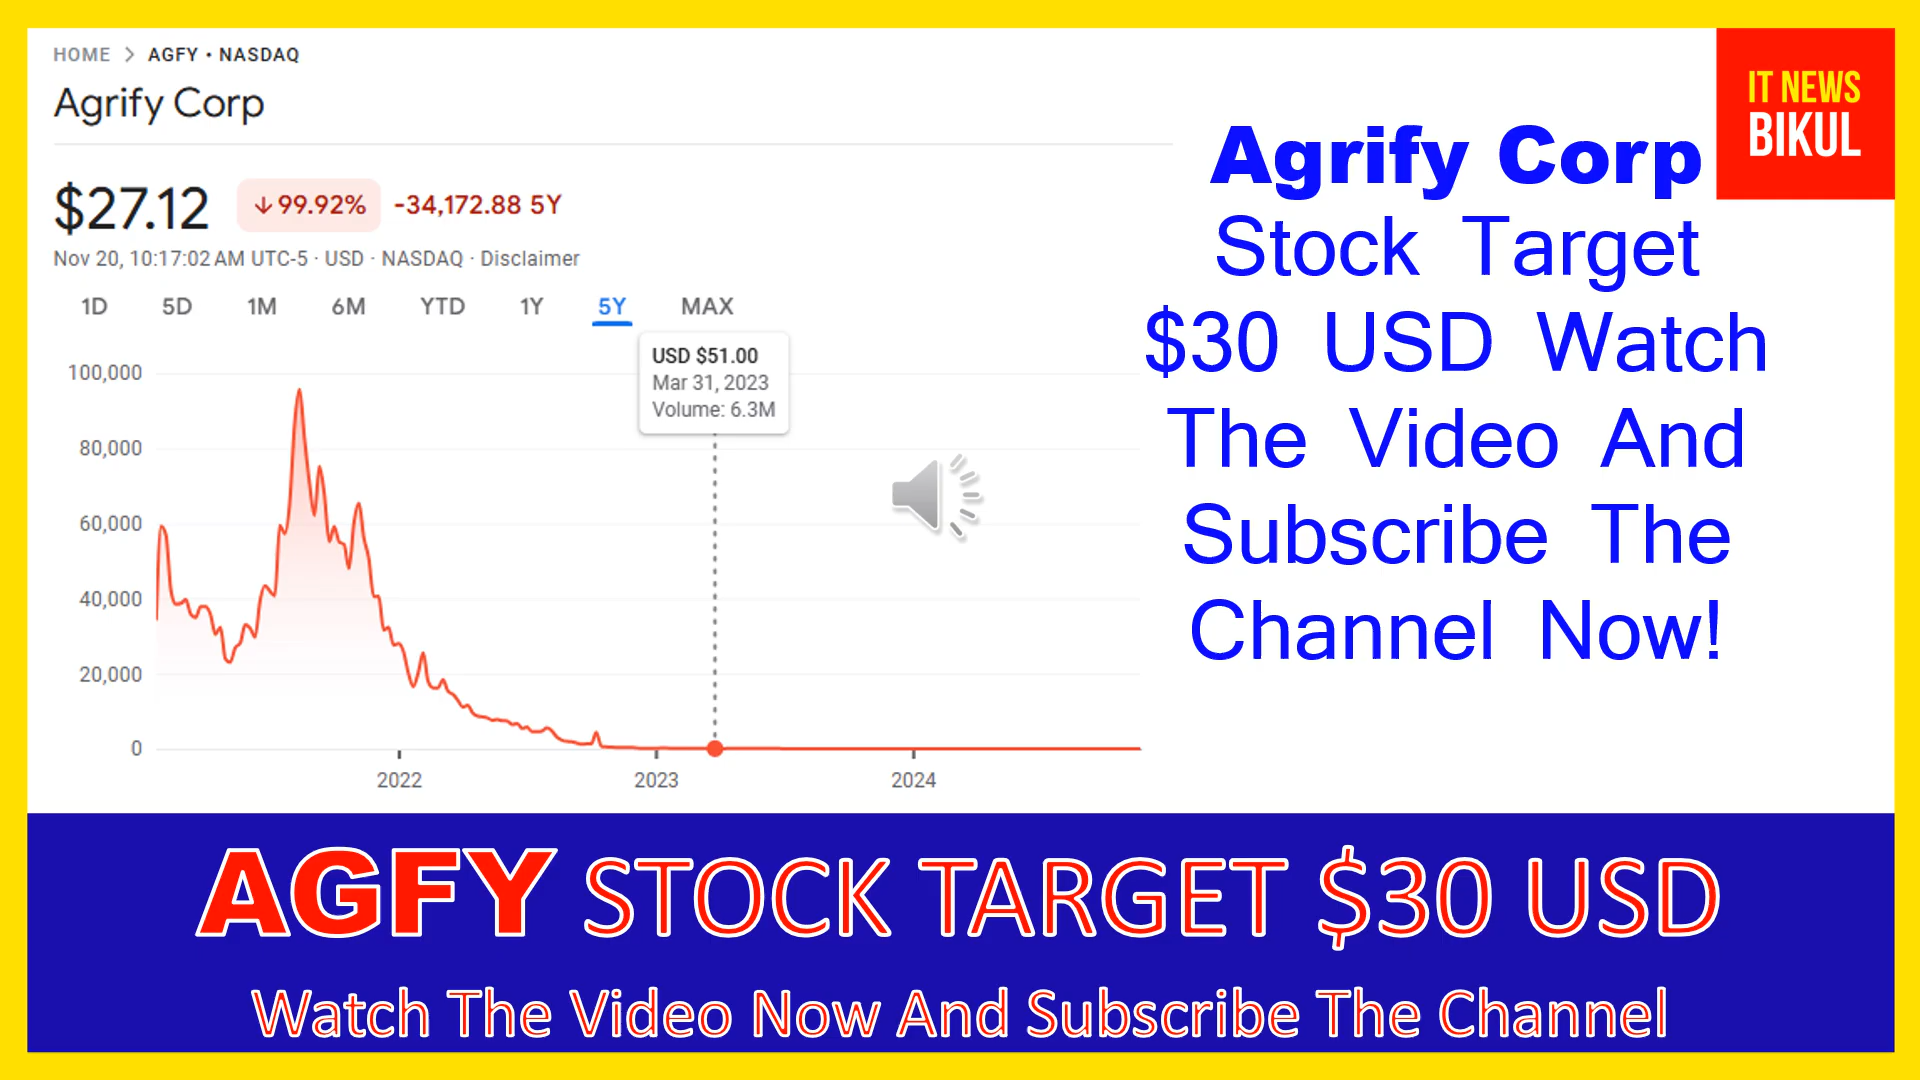 HOME > AGFY • NASDAQ
Agrify Corp
$27.12 ↓99.92% -34,172.88 5Y
Nov 20, 10:17:02 AM UTC-5 · USD · NASDAQ · Disclaimer
1D 5D 1M 6M YTD 1Y 5Y MAX
USD $51.00
Mar 31, 2023
Volume: 6.3M
100,000
80,000
60,000
40,000
20,000
0
2022 2023 2024
IT NEWS
BIKUL
Agrify Corp
Stock Target
$30 USD Watch
The Video And
Subscribe The
Channel Now!
AGFY STOCK TARGET $30 USD
Watch The Video Now And Subscribe The Channel